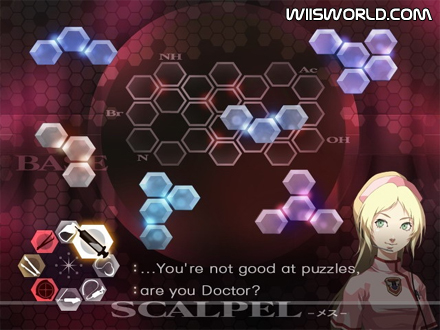 WIISWORLD.COM
NH
Ac
Br
OH
N
BASE
:...You're not good at puzzles,
:are you Doctor?
SCALPEL -メス-